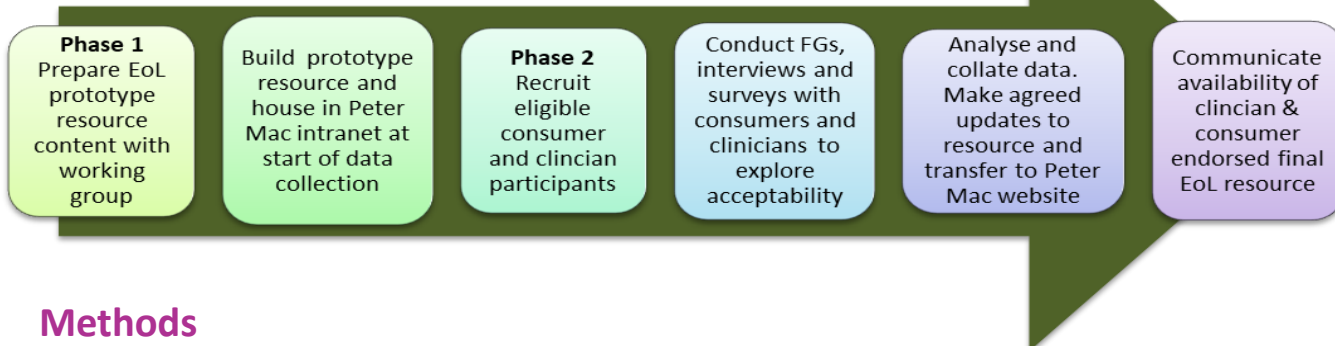 Phase 1
Prepare EoL
prototype
resource
content with
working
group
Build prototype
resource and
house in Peter
Mac intranet at
start of data
collection
Phase 2
Recruit
eligible
consumer
and clincian
participants
Conduct FGs,
interviews and
surveys with
consumers and
clinicians to
explore
acceptability
Analyse and
collate data.
Make agreed
updates to
resource and
transfer to Peter
Mac website
Communicate
availability of
clincian &
consumer
endorsed final
EoL resource
Methods